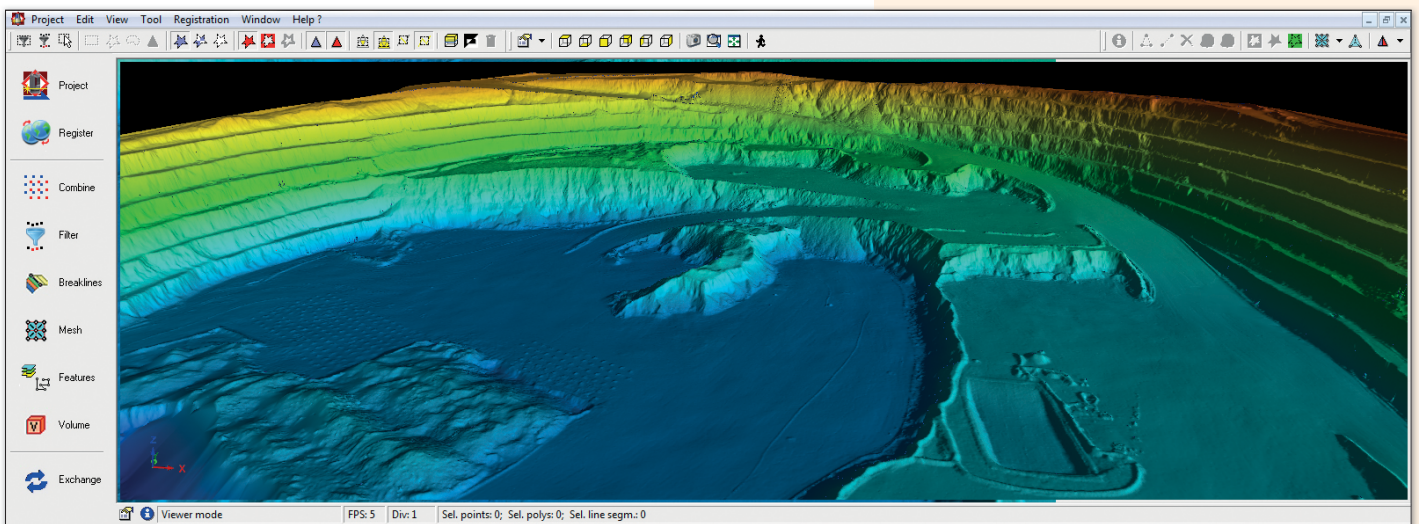 Project Edit View Tool Registration Window Help ?
Project
Register
Combine
Filter
Breaklines
Mesh
Features
V
Volume
Exchange
Z
X
Viewer mode FPS: 5 Div: 1 Sel. points: 0; Sel. polys: 0; Sel. line segm.: 0